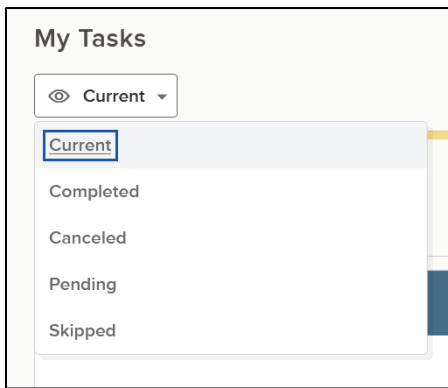 My Tasks
Current
Current
Completed
Canceled
Pending
Skipped